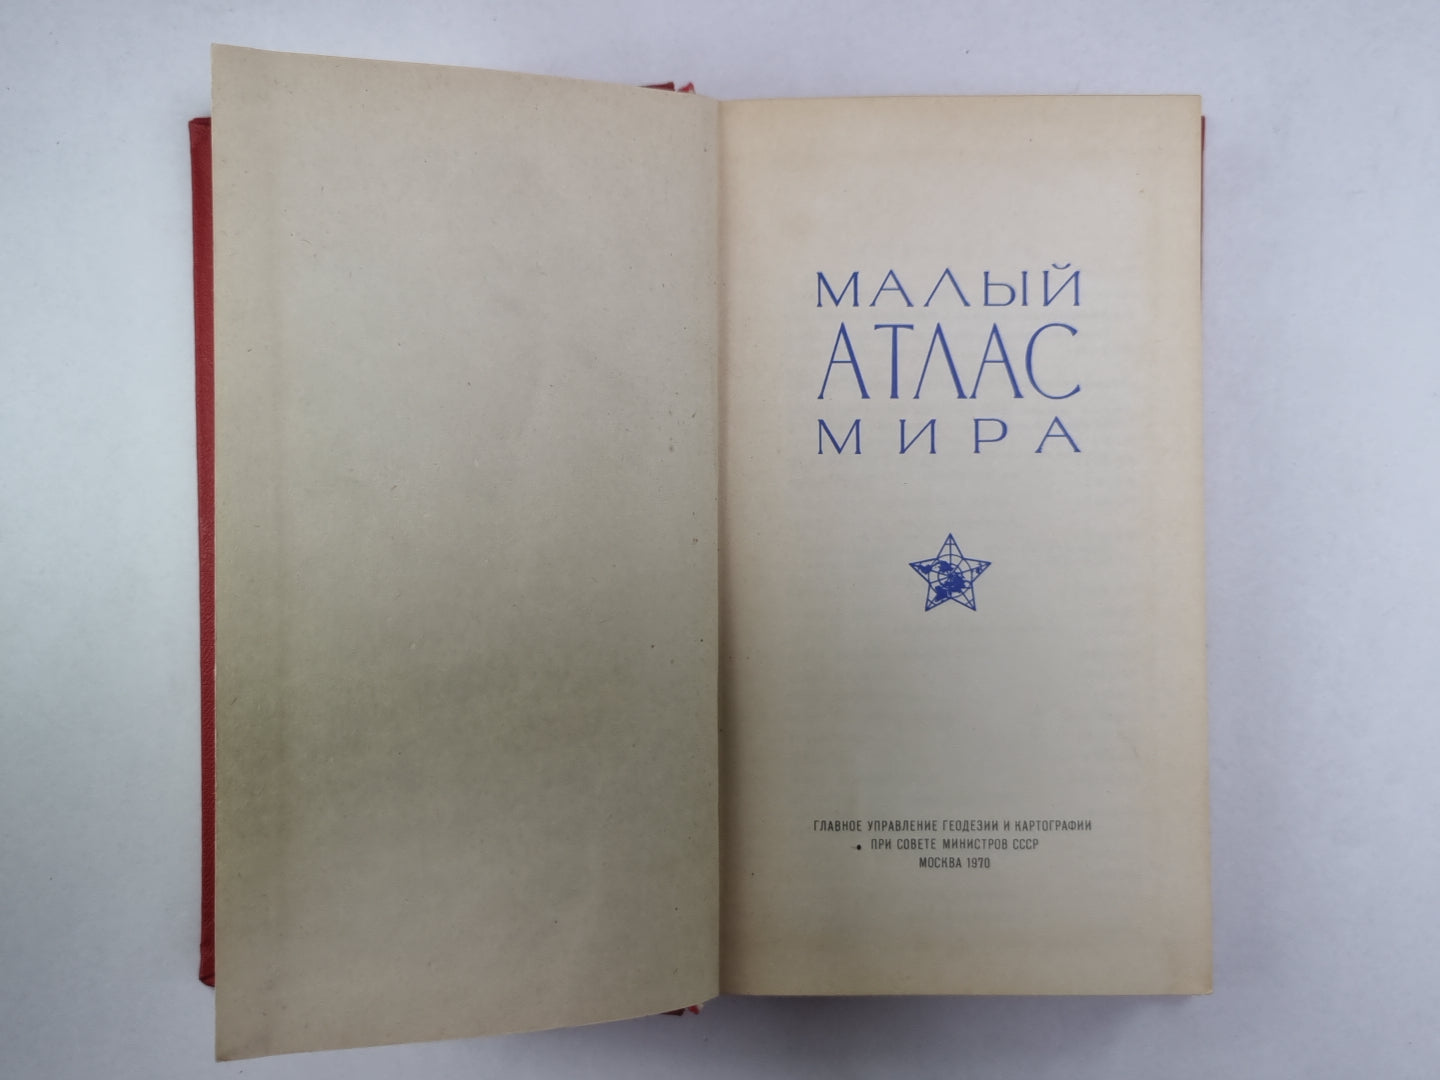 МАЛЫЙ
АТЛАС
МИРА
ГЛАВНОЕ УПРАВЛЕНИЕ ГЕОДЕЗИИ И КАРТОГРАФИИ
ПРИ СОВЕТЕ МИНИСТРОВ СССР
МОСКВА 1970